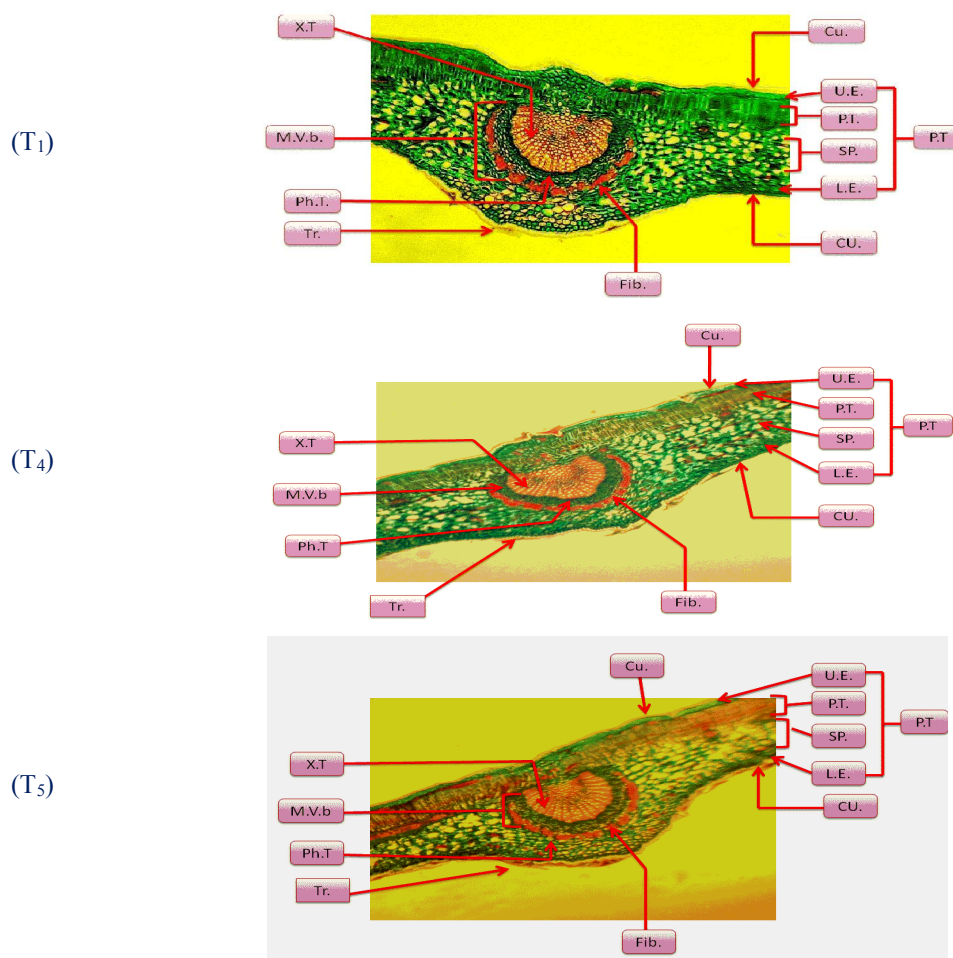 X.T
Cu.
U.E.
P.T.
(T₁)
M.V.b.
P.T
SP.
L.E.
Ph.T.
Tr.
CU.
Fib.
Cu.
U.E.
P.T.
P.T
X.T
SP.
(T₄)
L.E.
M.V.b
CU.
Ph.T
Tr.
Fib.
Cu.
U.E.
P.T.
P.T
SP.
X.T
L.E.
(T₅)
M.V.b
CU.
Ph.T
Tr.
Fib.